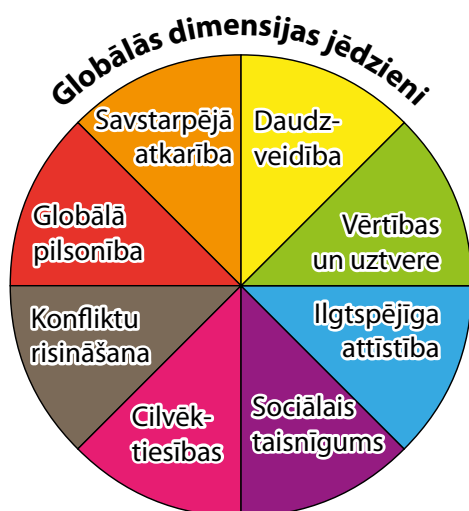 Globālās dimensijas jēdzieni
Savstarpējā
atkarība
Daudz-
veidība
Vērtības
un uztvere
Ilgtspējīga
attīstība
Sociālais
taisnīgums
Cilvēk-
tiesības
Konfliktu
risināšana
Globālā
pilsonība